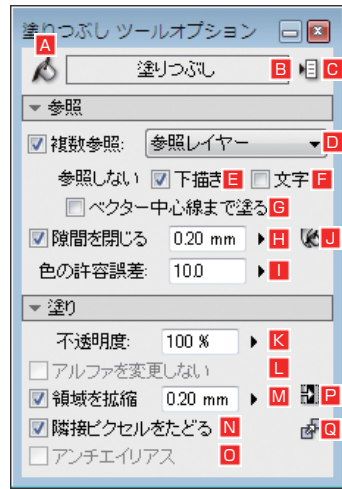 塗りつぶし ツールオプション
A
塗りつぶし B C
参照
複数参照: 参照レイヤー D
参照しない 下描き E 文字 F
ベクター中心線まで塗る G
隙間を閉じる 0.20 mm H J
色の許容誤差: 10.0 I
塗り
不透明度: 100 % K
アルファを変更しない L
領域を拡縮 0.20 mm M P
隣接ピクセルをたどる N Q
アンチエイリアス O